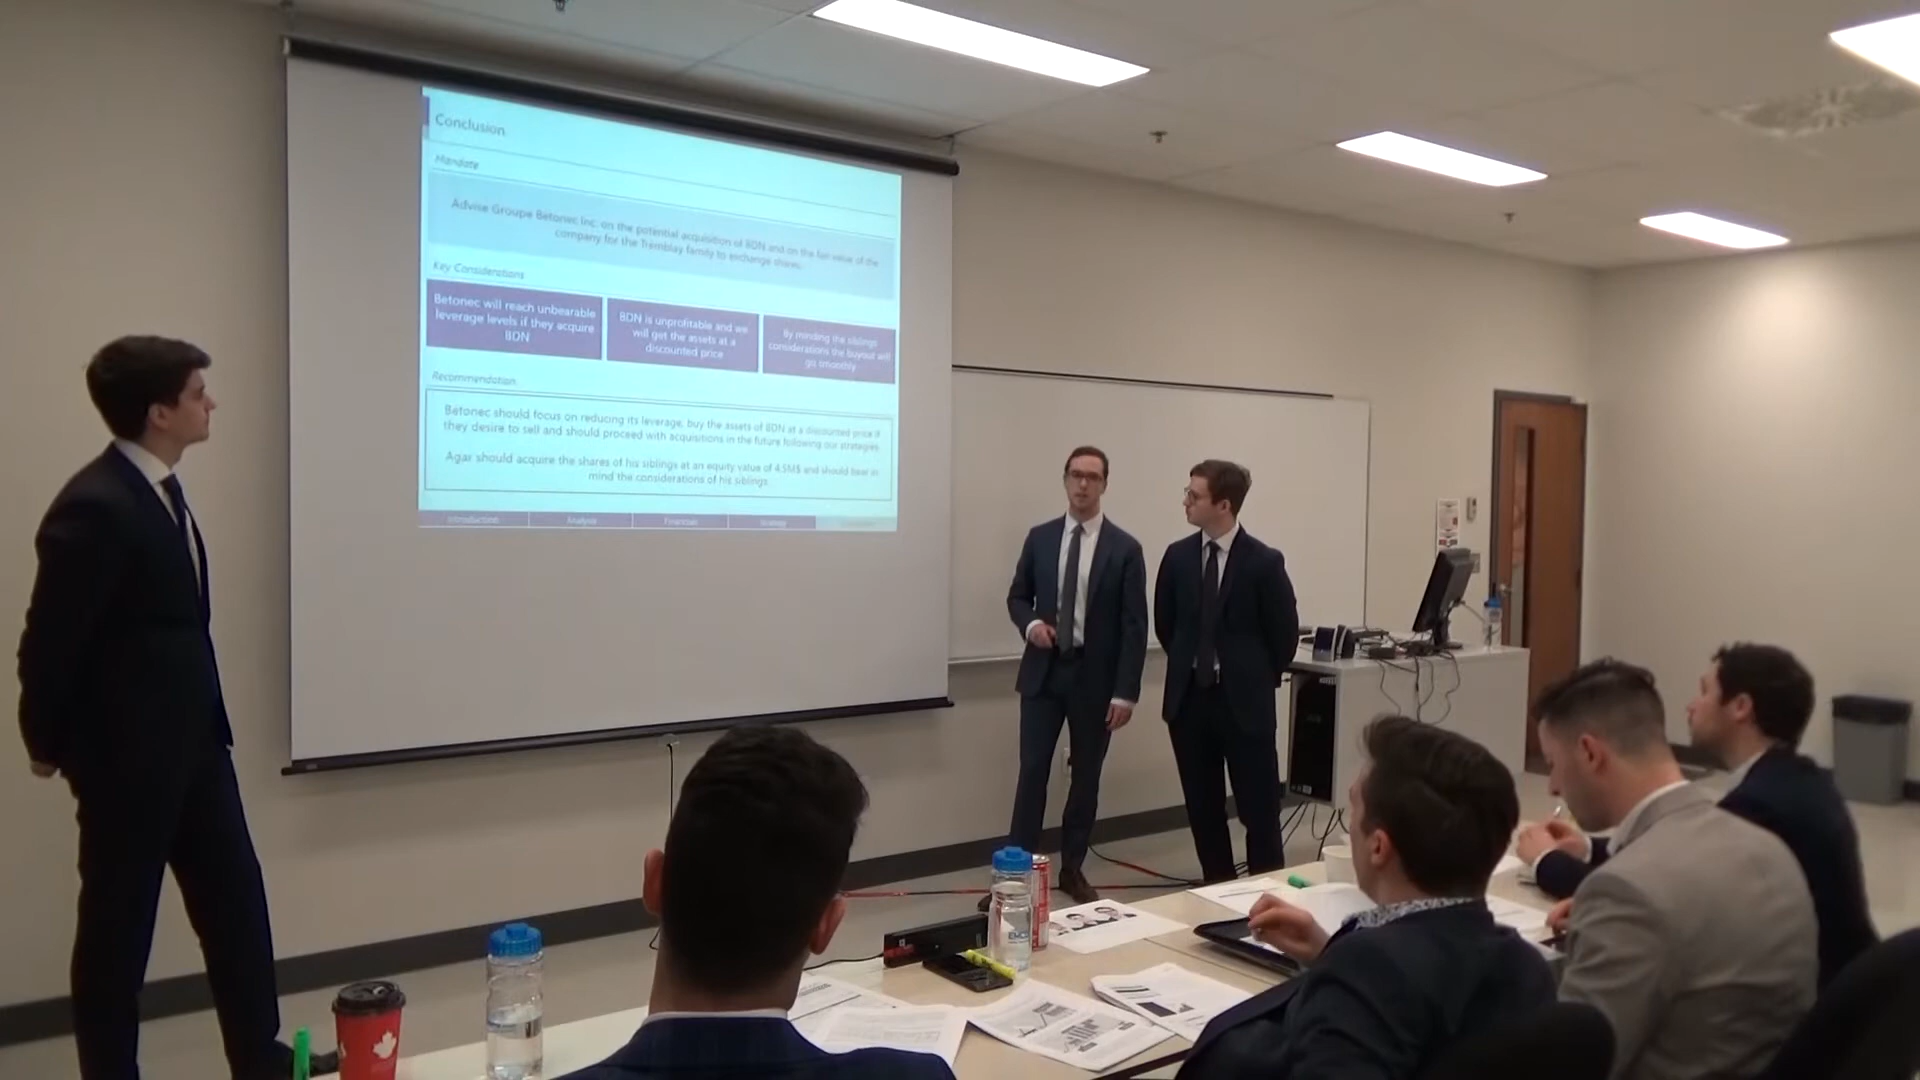 Conclusion
Mandate
Advise Groupe Betonec Inc. on the potential acquisition of BDN and on the fair value of the
company for the Tremblay family to exchange shares.
Key Considerations
Betonec will reach unbearable
leverage levels if they acquire
BDN
BDN is unprofitable and we
will get the assets at a
discounted price
By minding the siblings
considerations the buyout will
go smoothly
Recommendation
Betonec should focus on reducing its leverage, buy the assets of BDN at a discounted price if
they desire to sell and should proceed with acquisitions in the future following our strategies.
Agar should acquire the shares of his siblings at an equity value of 4.5M$ and should bear in
mind the considerations of his siblings.
Introduction
Analysis
Financials
Strategy